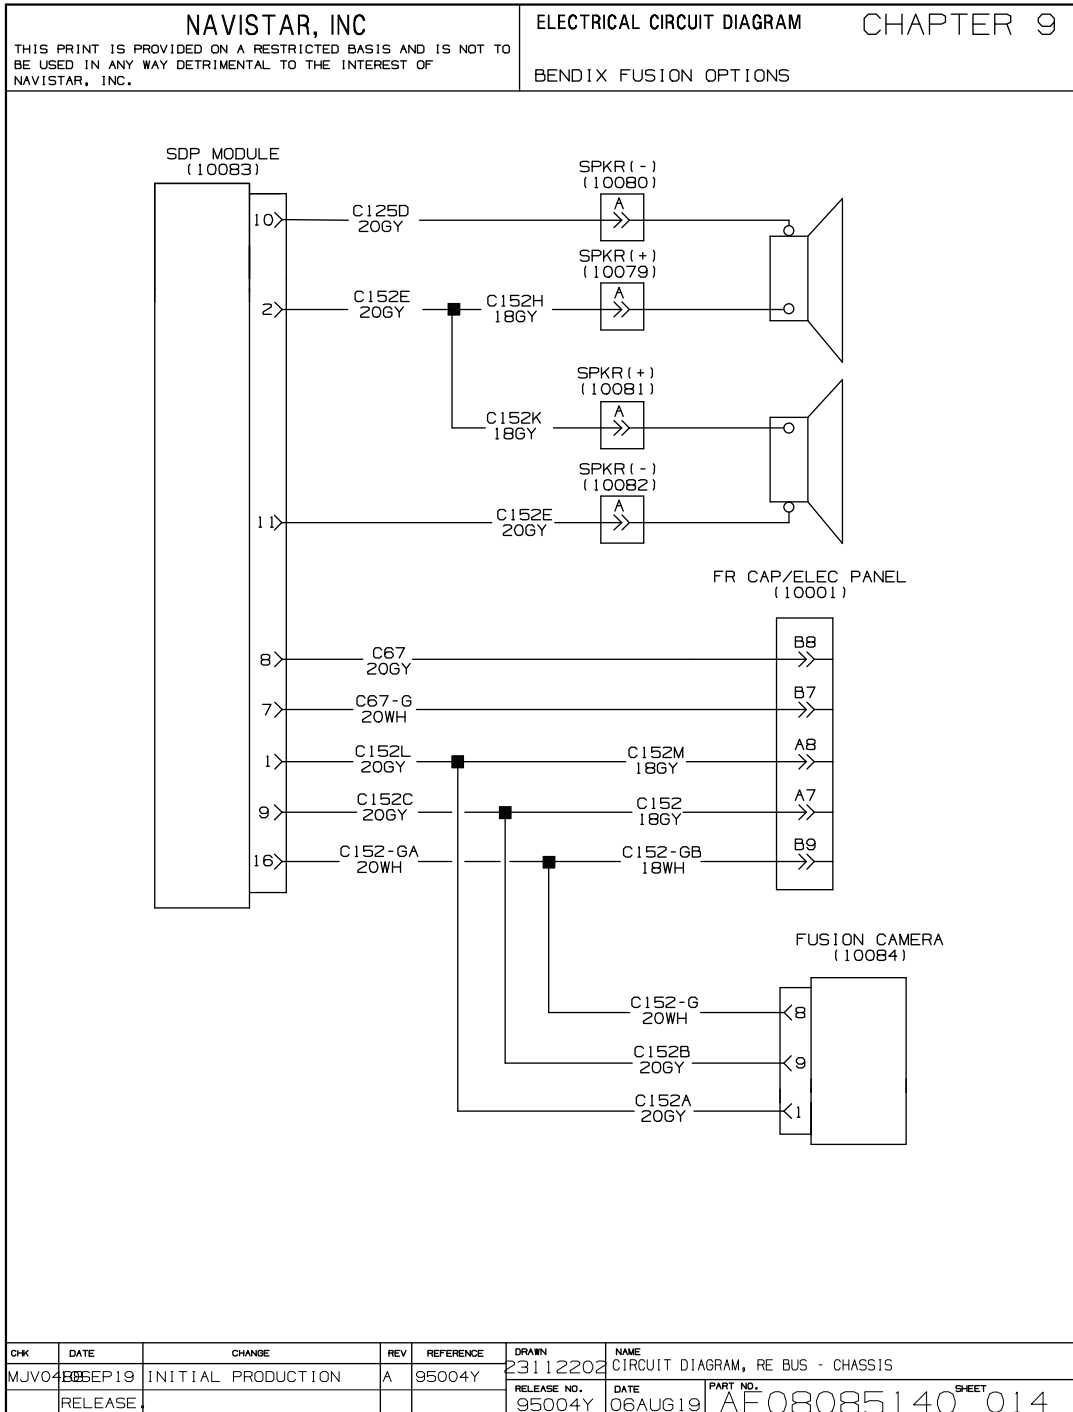 NAVISTAR, INC
THIS PRINT IS PROVIDED ON A RESTRICTED BASIS AND IS NOT TO
BE USED IN ANY WAY DETRIMENTAL TO THE INTEREST OF
NAVISTAR, INC.
ELECTRICAL CIRCUIT DIAGRAM
CHAPTER 9
BENDIX FUSION OPTIONS
SDP MODULE
(10083)
SPKR(-)
(10080)
A
10
C125D
20GY
SPKR(+)
(10079)
A
2
C152E
20GY
C152H
18GY
SPKR(+)
(10081)
A
C152K
18GY
SPKR(-)
(10082)
A
11
C152E
20GY
FR CAP/ELEC PANEL
(10001)
8
C67
20GY
B8
7
C67-G
20WH
B7
1
C152L
20GY
C152M
18GY
A8
9
C152C
20GY
C152
18GY
A7
16
C152-GA
20WH
C152-GB
18WH
B9
FUSION CAMERA
(10084)
C152-G
20WH
8
C152B
20GY
9
C152A
20GY
1
CHK DATE CHANGE REV REFERENCE
INITIAL PRODUCTION A 95004Y
RELEASE
DRAWN
23112202
NAME
CIRCUIT DIAGRAM, RE BUS - CHASSIS
RELEASE NO.
95004Y
DATE
06AUG19
PART NO.
AF08085140
SHEET
014